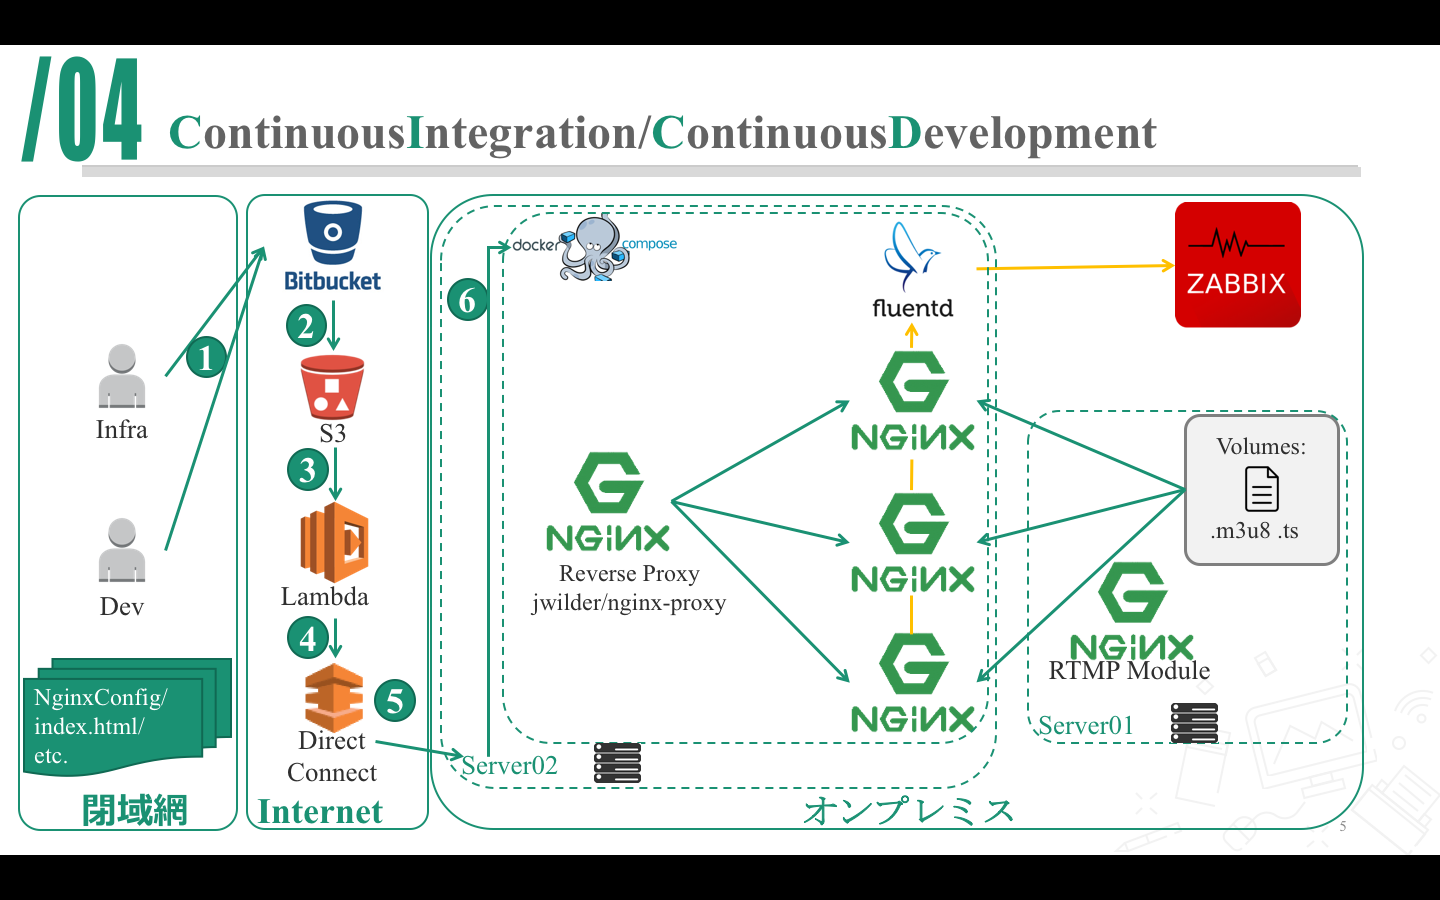 /04
ContinuousIntegration/ContinuousDevelopment
1
Infra
Dev
NginxConfig/
index.html/
etc.
閉域網
Bitbucket
2
S3
3
Lambda
4
5
Direct
Connect
Internet
6
docker compose
fluentd
ZABBIX
NGiNX
NGiNX
NGiNX
NGiNX
Reverse Proxy
jwilder/nginx-proxy
Server02
Volumes:
.m3u8 .ts
NGiNX
RTMP Module
Server01
オンプレミス
5